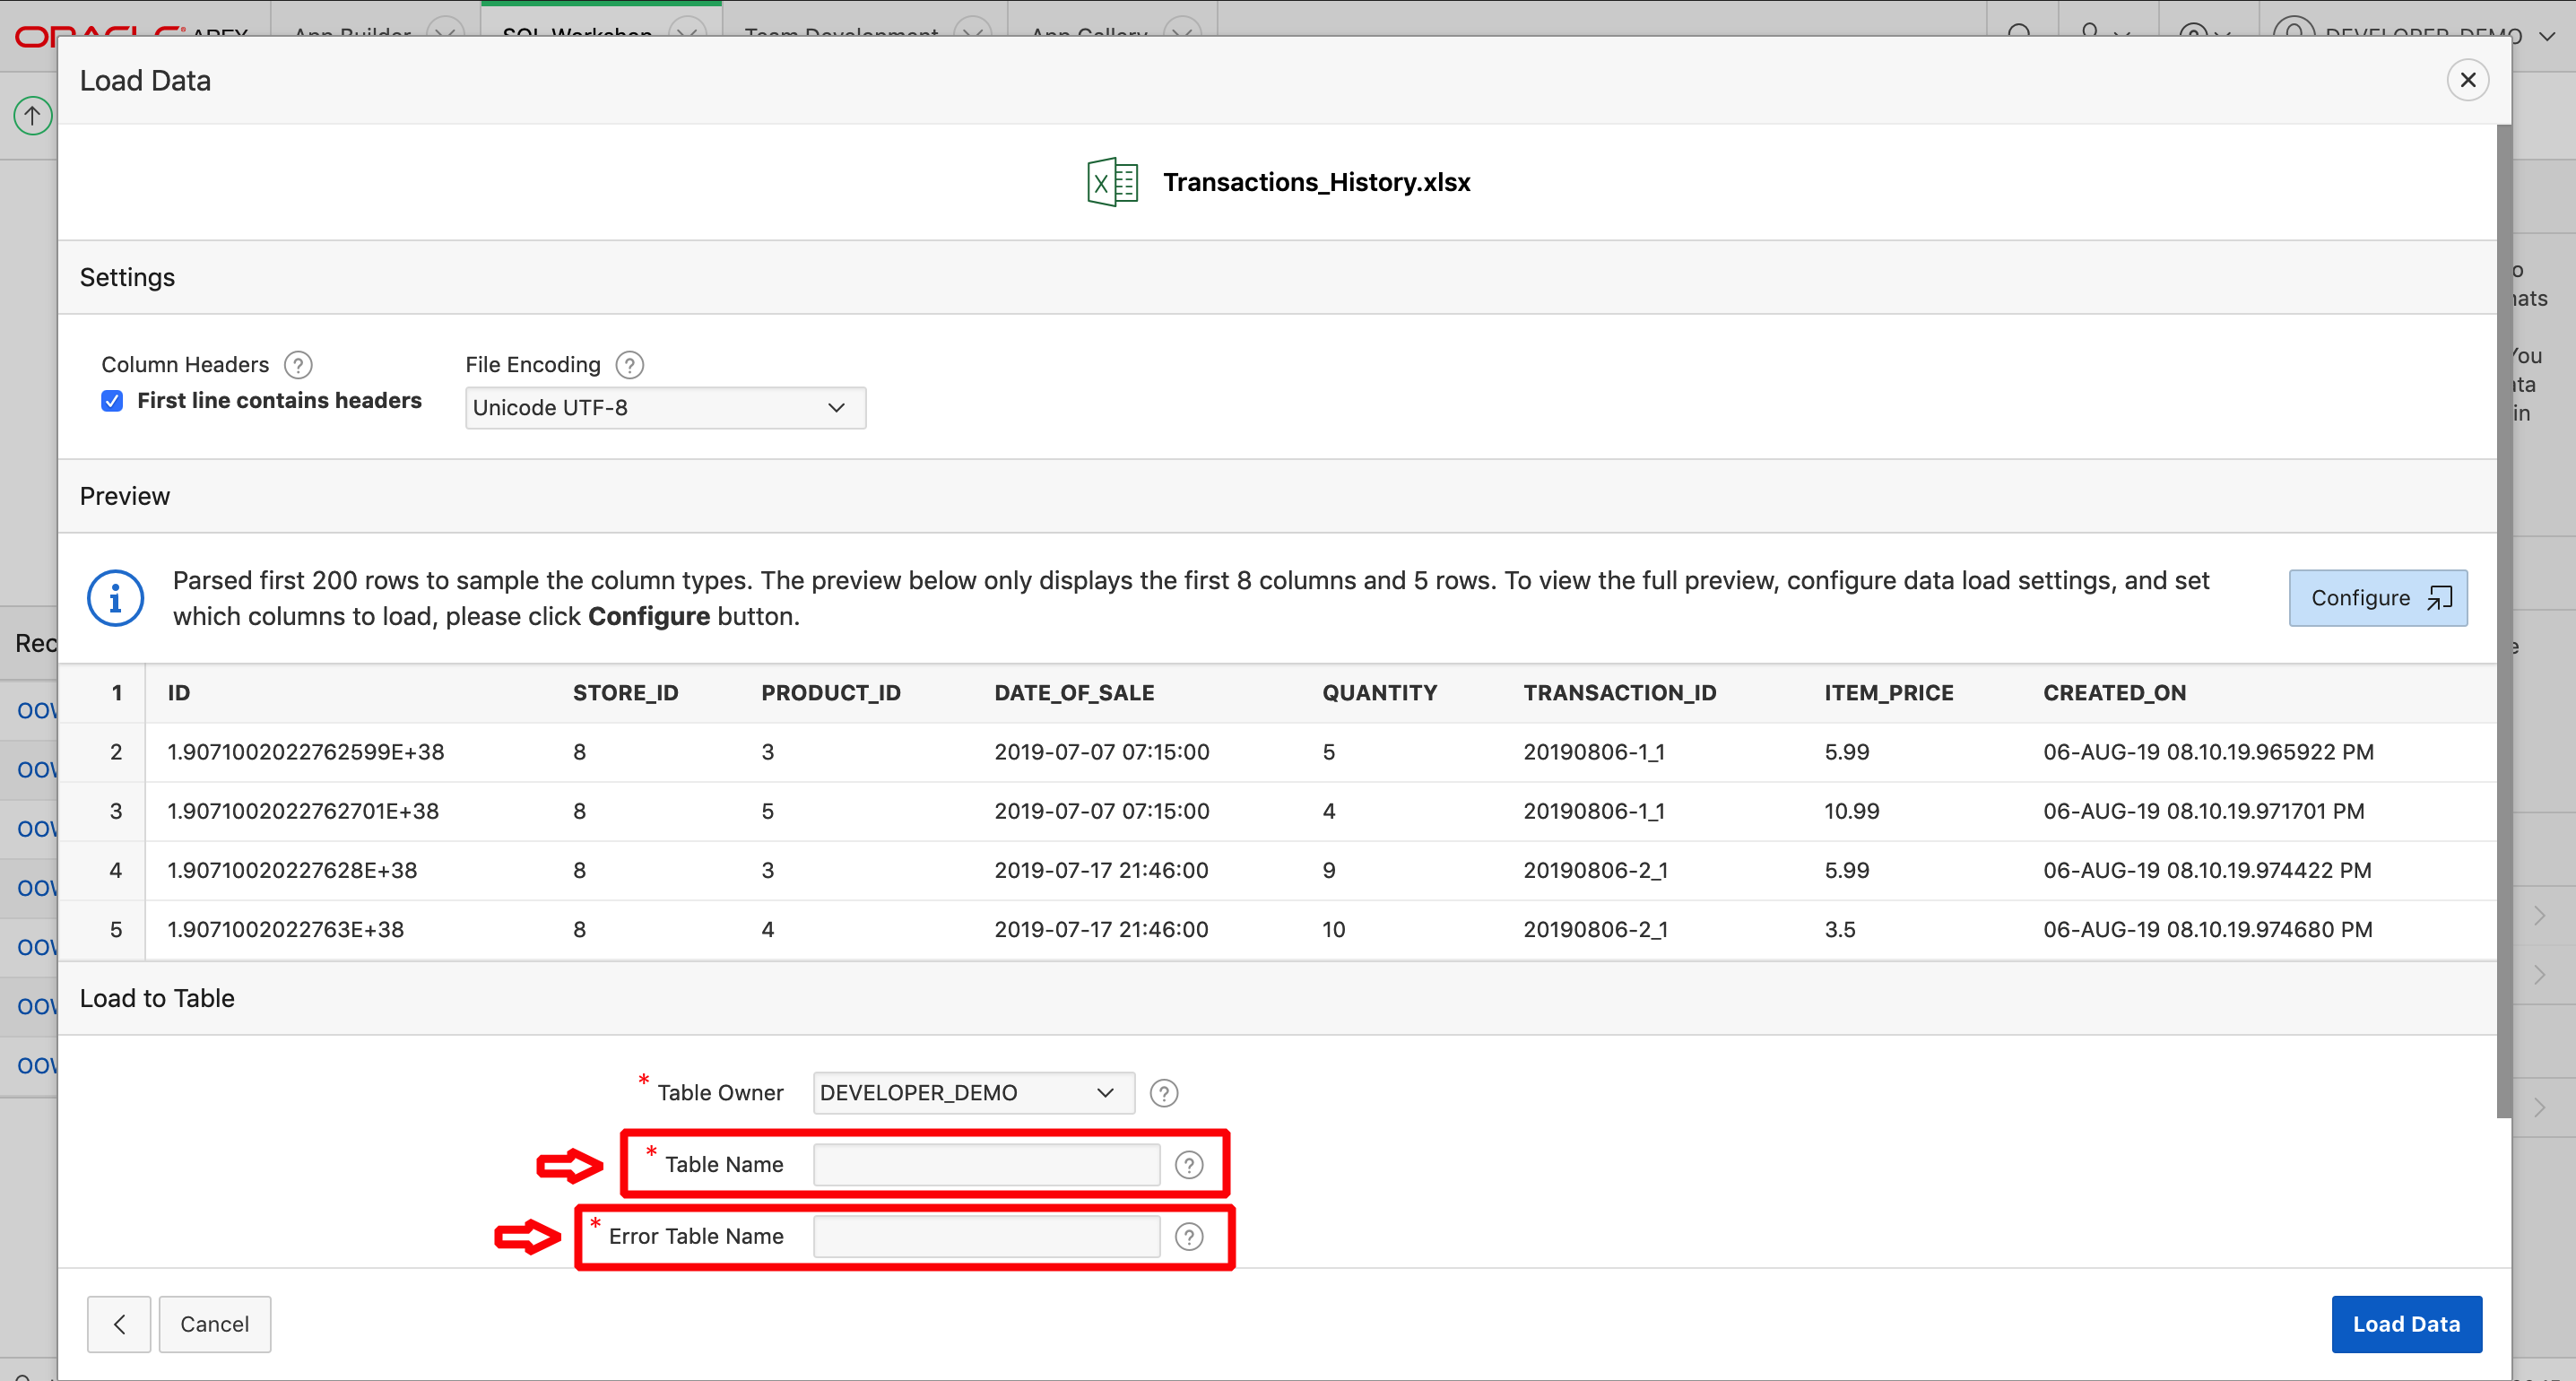 Load Data
Transactions_History.xlsx
Settings
Column Headers ? File Encoding ?
First line contains headers Unicode UTF-8
Preview
Parsed first 200 rows to sample the column types. The preview below only displays the first 8 columns and 5 rows. To view the full preview, configure data load settings, and set
which columns to load, please click Configure button.
Configure
1 ID STORE_ID PRODUCT_ID DATE_OF_SALE QUANTITY TRANSACTION_ID ITEM_PRICE CREATED_ON
2 1.9071002022762599E+38 8 3 2019-07-07 07:15:00 5 20190806-1_1 5.99 06-AUG-19 08.10.19.965922 PM
3 1.9071002022762701E+38 8 5 2019-07-07 07:15:00 4 20190806-1_1 10.99 06-AUG-19 08.10.19.971701 PM
4 1.90710020227628E+38 8 3 2019-07-17 21:46:00 9 20190806-2_1 5.99 06-AUG-19 08.10.19.974422 PM
5 1.9071002022763E+38 8 4 2019-07-17 21:46:00 10 20190806-2_1 3.5 06-AUG-19 08.10.19.974680 PM
Load to Table
* Table Owner DEVELOPER_DEMO ?
* Table Name ?
* Error Table Name ?
Cancel Load Data